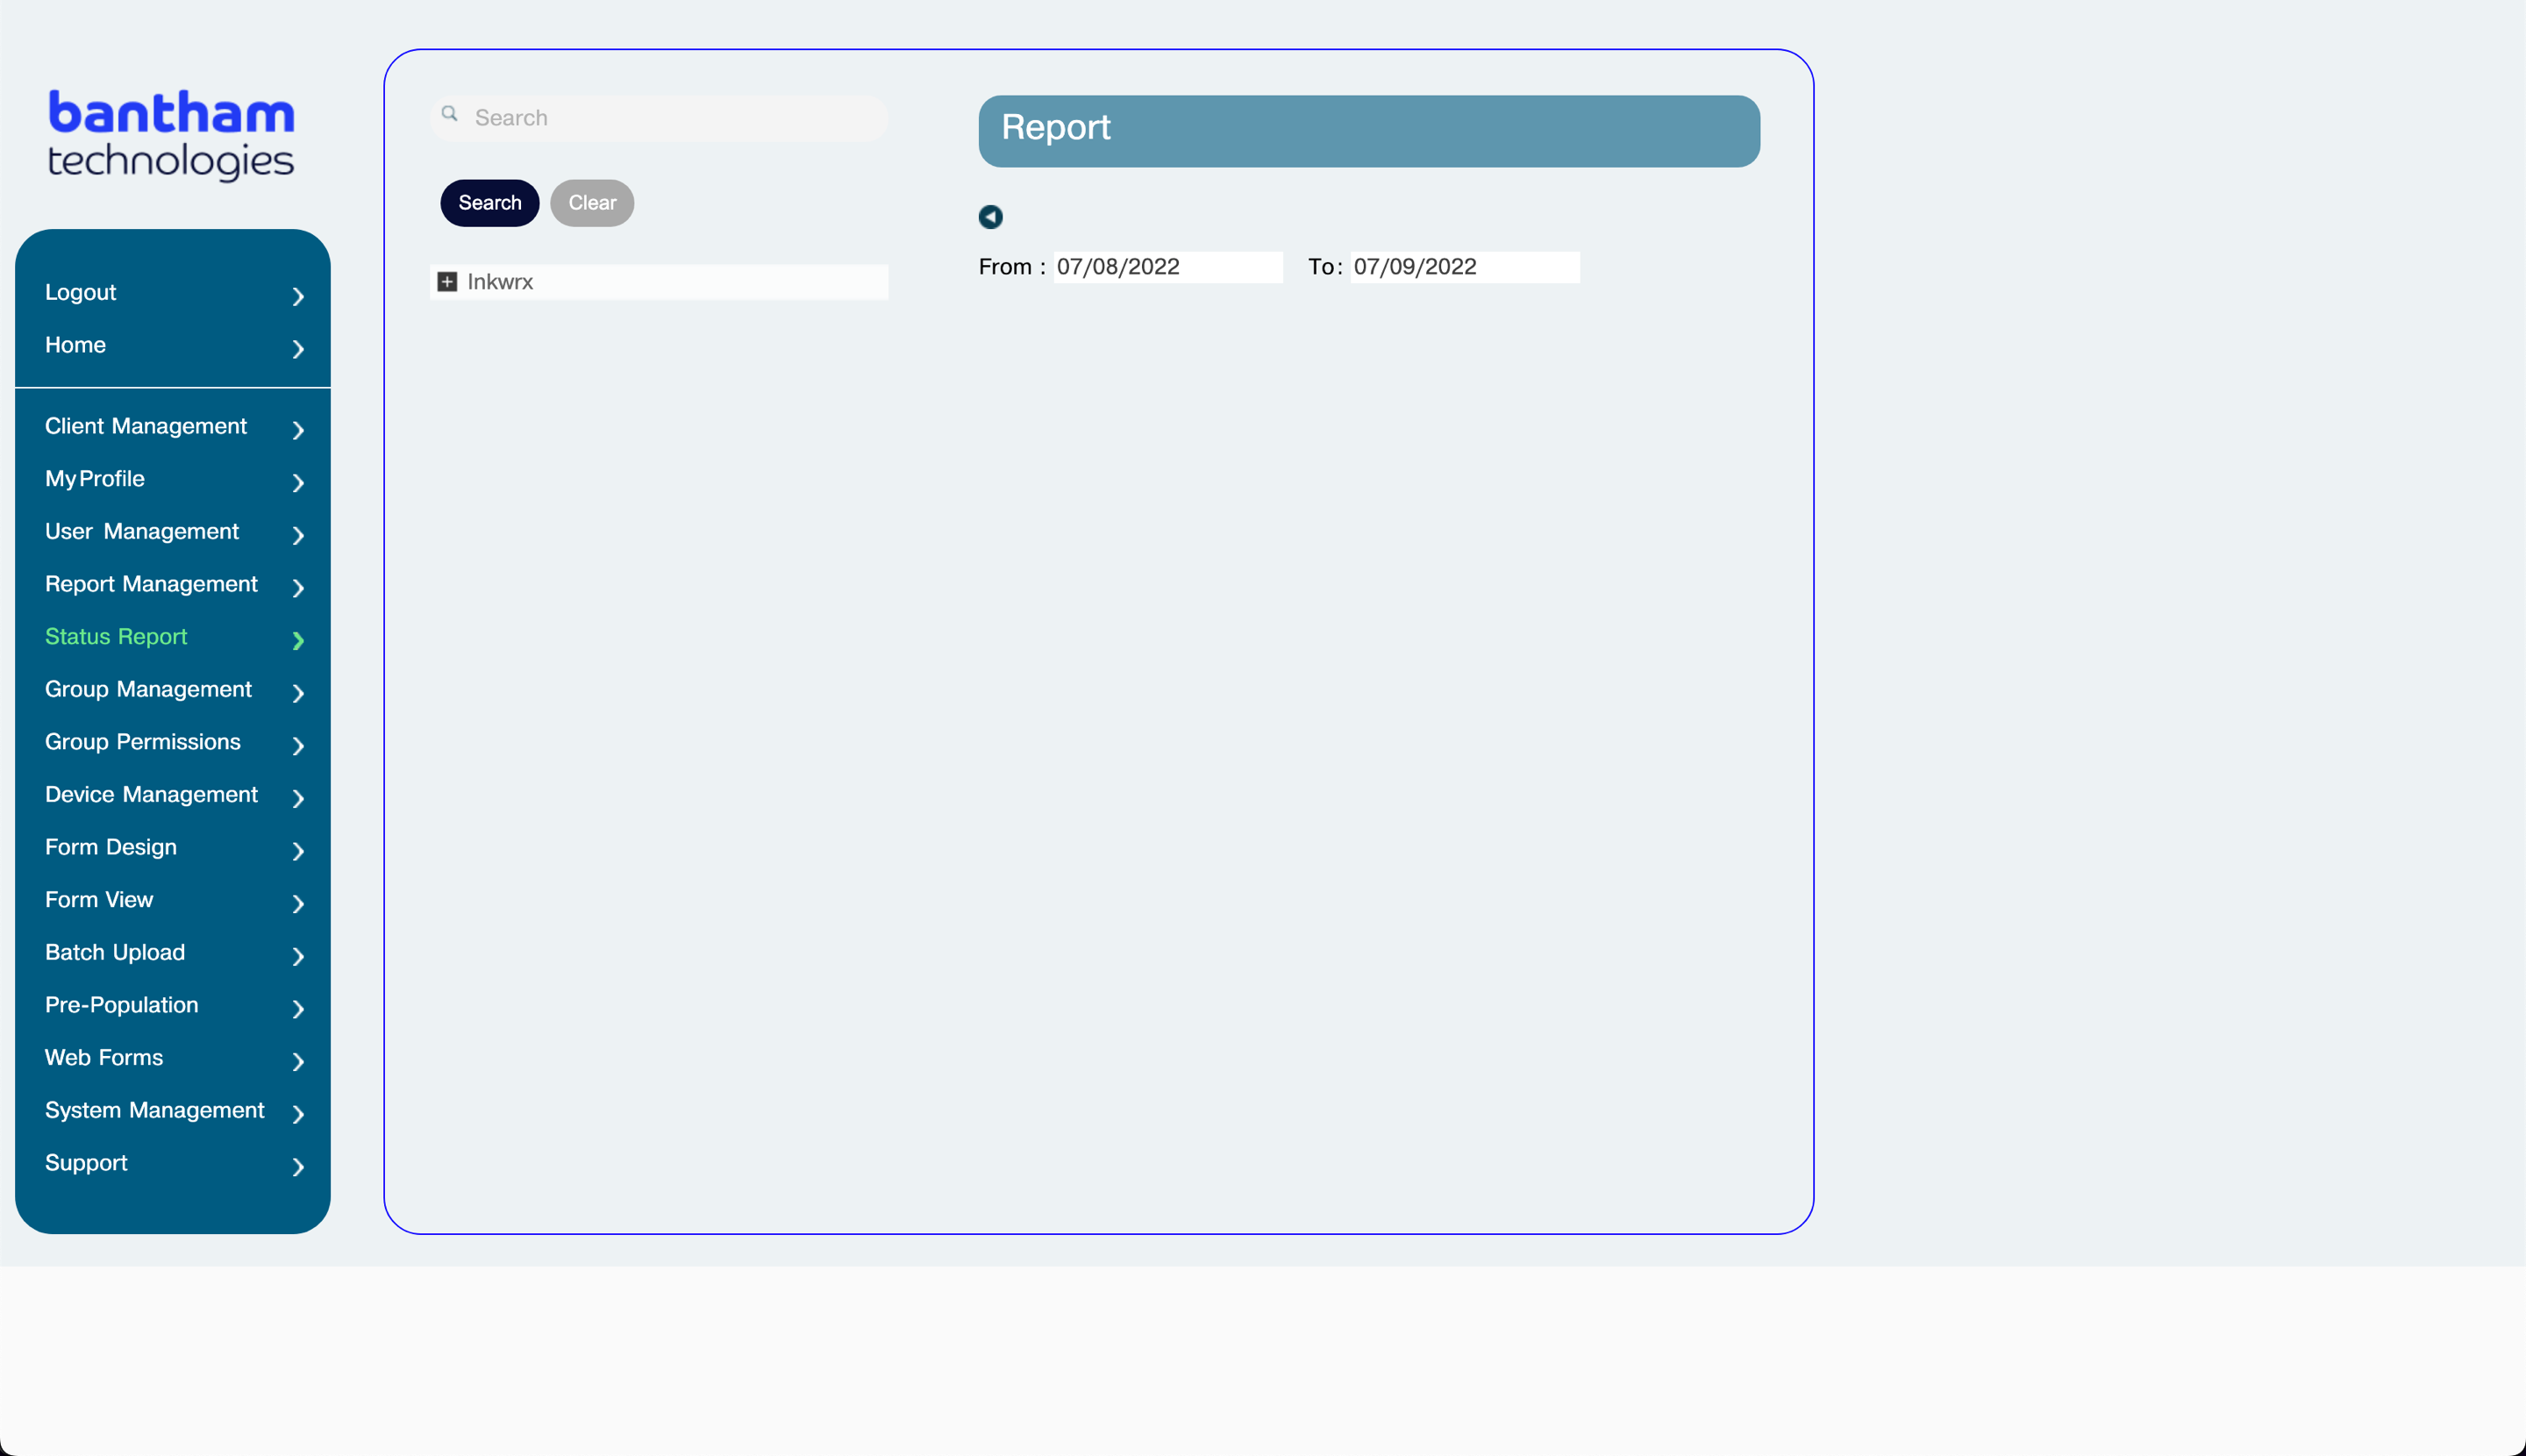 bantham
technologies
Logout
Home
Client Management
My Profile
User Management
Report Management
Status Report
Group Management
Group Permissions
Device Management
Form Design
Form View
Batch Upload
Pre-Population
Web Forms
System Management
Support
Search
Search Clear
Inkwrx
Report
From : 07/08/2022 To : 07/09/2022